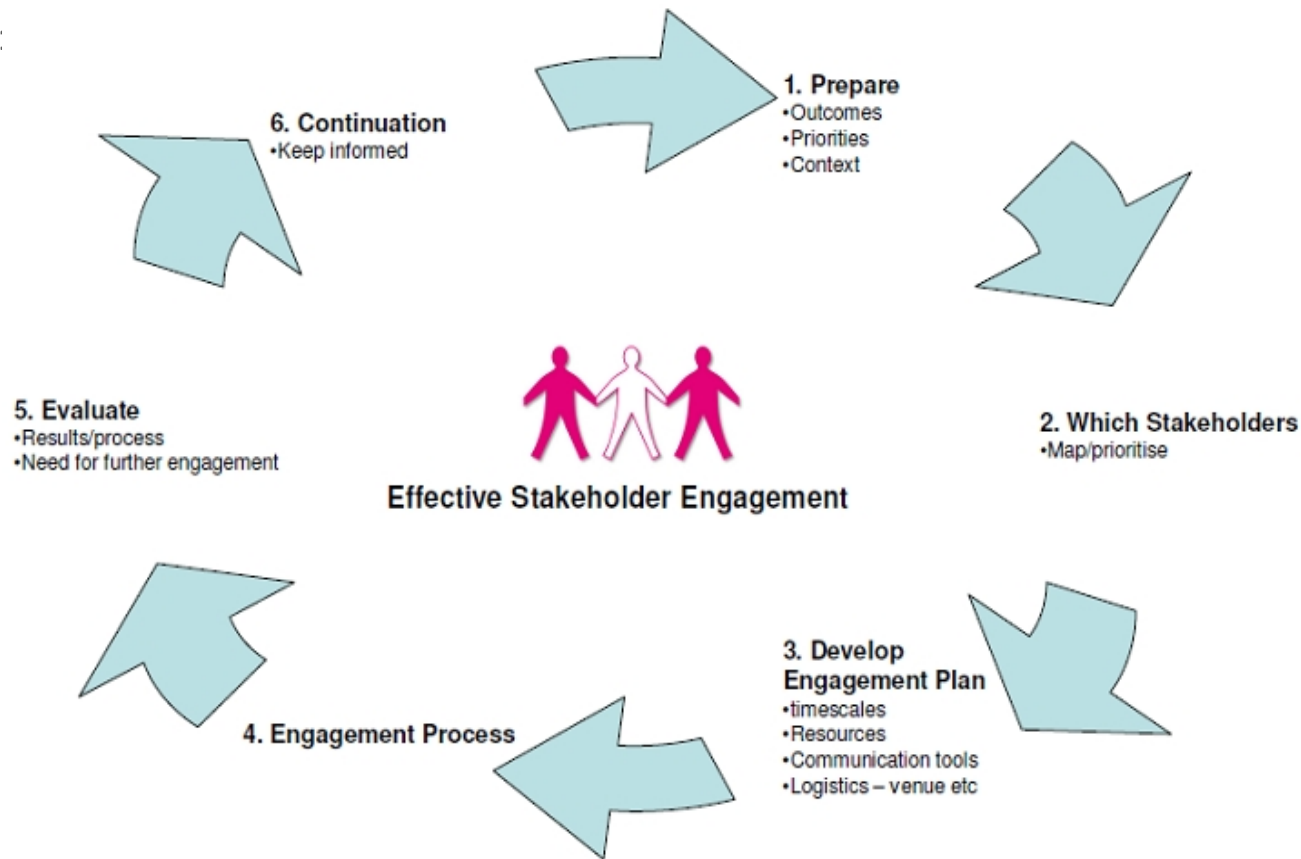 1. Prepare
•Outcomes
•Priorities
•Context
2. Which Stakeholders
•Map/prioritise
3. Develop
Engagement Plan
•timescales
•Resources
•Communication tools
•Logistics – venue etc
4. Engagement Process
5. Evaluate
•Results/process
•Need for further engagement
6. Continuation
•Keep informed
Effective Stakeholder Engagement